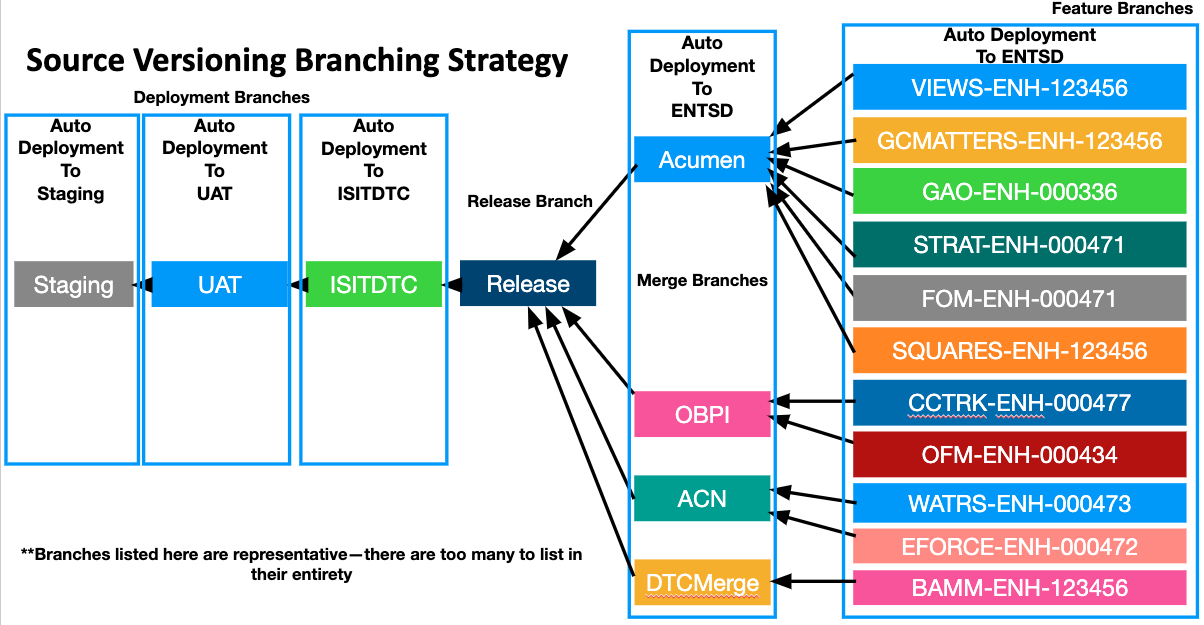 Feature Branches
Source Versioning Branching Strategy
Deployment Branches
Auto
Deployment
To
Staging
Auto
Deployment
To
UAT
Auto
Deployment
To
ISITDTC
Staging
UAT
ISITDTC
Release Branch
Release
Auto
Deployment
To
ENTSD
Acumen
Merge Branches
OBPI
ACN
DTCMerge
Auto Deployment
To ENTSD
VIEWS-ENH-123456
GCMATTERS-ENH-123456
GAO-ENH-000336
STRAT-ENH-000471
FOM-ENH-000471
SQUARES-ENH-123456
CCTRK-ENH-000477
OFM-ENH-000434
WATRS-ENH-000473
EFORCE-ENH-000472
BAMM-ENH-123456
**Branches listed here are representative—there are too many to list in
their entirety